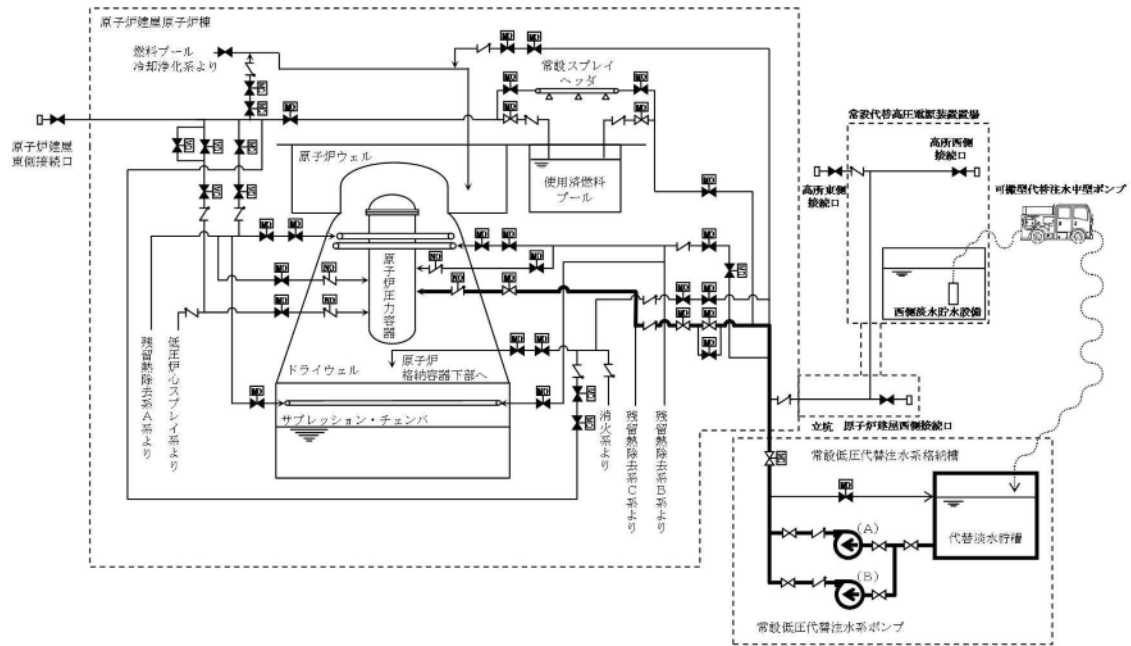 原子炉建屋原子炉棟
燃料プール
冷却浄化系より
常設スプレイ
ヘッダ
原子炉建屋
東側接続口
原子炉ウェル
使用済燃料
プール
常設代替高圧電源装置置場
高所西側
接続口
高所東側
接続口
可搬型代替注水中型ポンプ
西側淡水貯水設備
原子炉圧力容器
原子炉
格納容器下部へ
ドライウェル
サプレッション・チェンバ
残留熱除去系A系より
低圧炉心スプレイ系より
消火系より
残留熱除去系C系より
残留熱除去系B系より
立坑 原子炉建屋西側接続口
常設低圧代替注水系格納槽
代替淡水貯槽
(A)
(B)
常設低圧代替注水系ポンプ